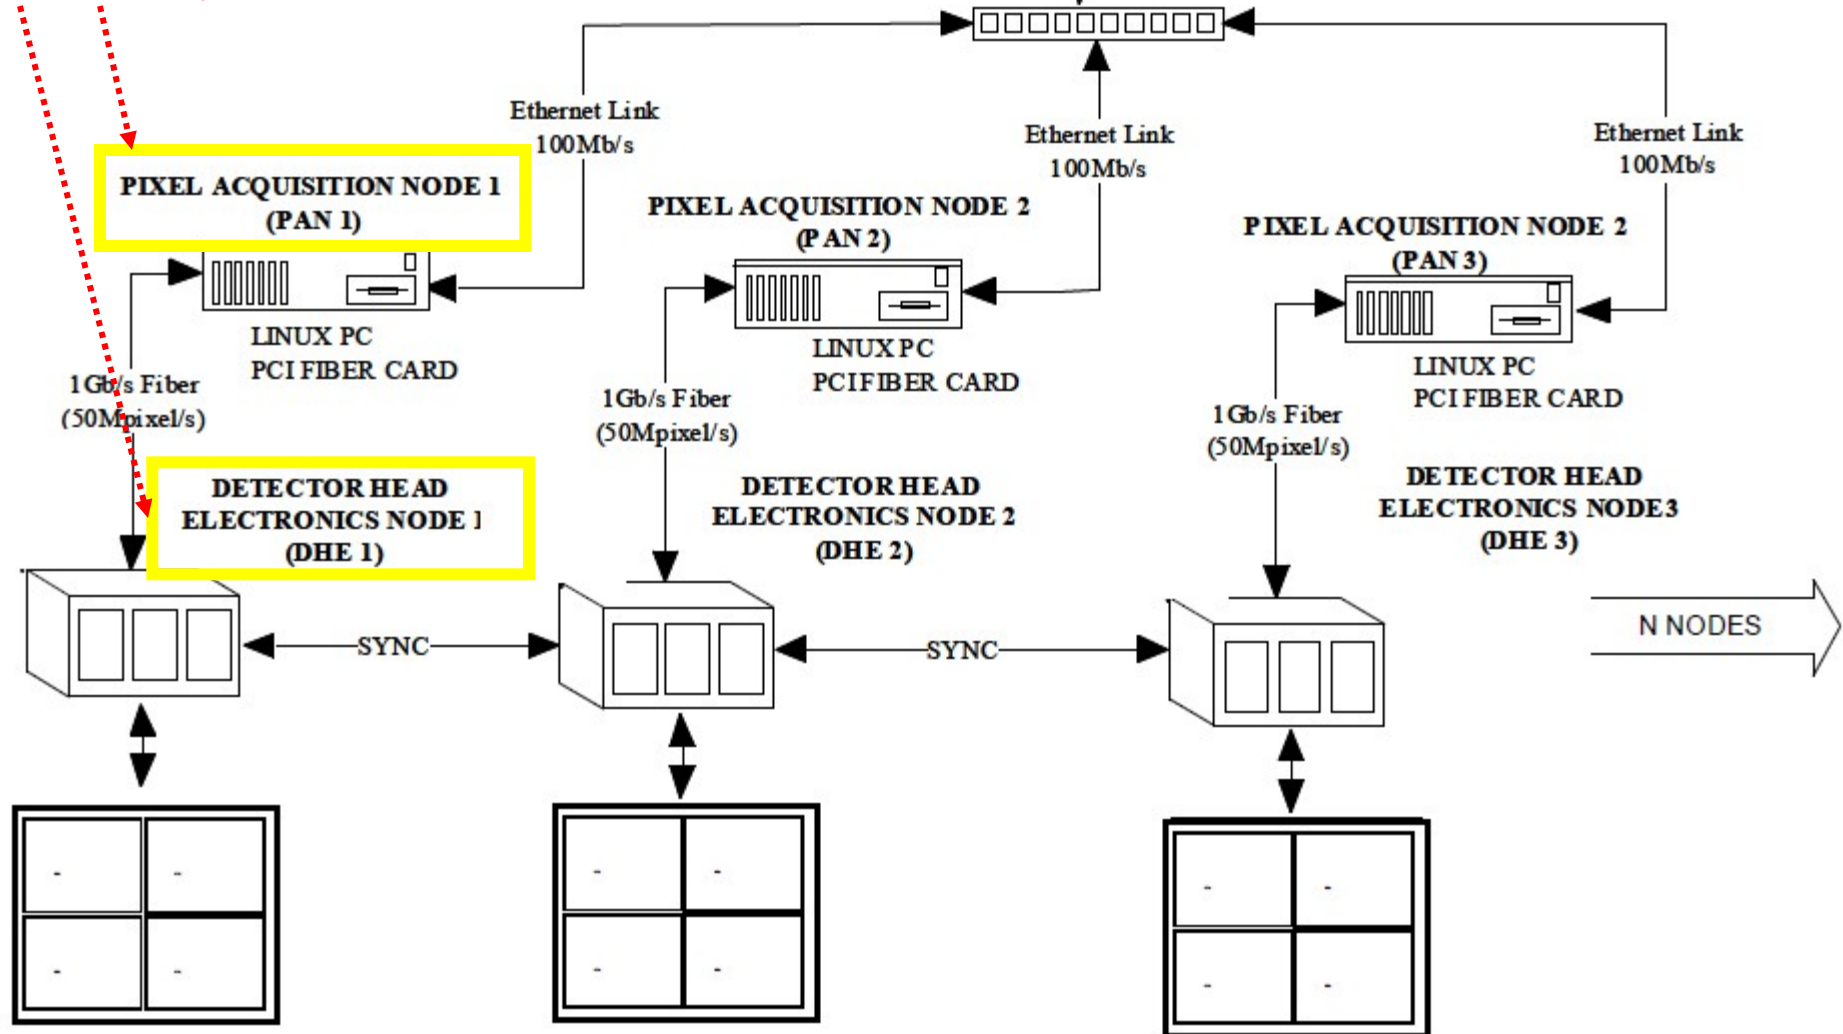 Ethernet Link
100Mb/s
Ethernet Link
100Mb/s
Ethernet Link
100Mb/s
PIXEL ACQUISITION NODE 1
(PAN 1)
PIXEL ACQUISITION NODE 2
(PAN 2)
PIXEL ACQUISITION NODE 2
(PAN 3)
LINUX PC
PCI FIBER CARD
LINUX PC
PCI FIBER CARD
LINUX PC
PCI FIBER CARD
1Gb/s Fiber
(50Mpixel/s)
1Gb/s Fiber
(50Mpixel/s)
1Gb/s Fiber
(50Mpixel/s)
DETECTOR HEAD
ELECTRONICS NODE 1
(DHE 1)
DETECTOR HEAD
ELECTRONICS NODE 2
(DHE 2)
DETECTOR HEAD
ELECTRONICS NODE3
(DHE 3)
N NODES
SYNC
SYNC
-
-
-
-
-
-
-
-
-
-
-
-